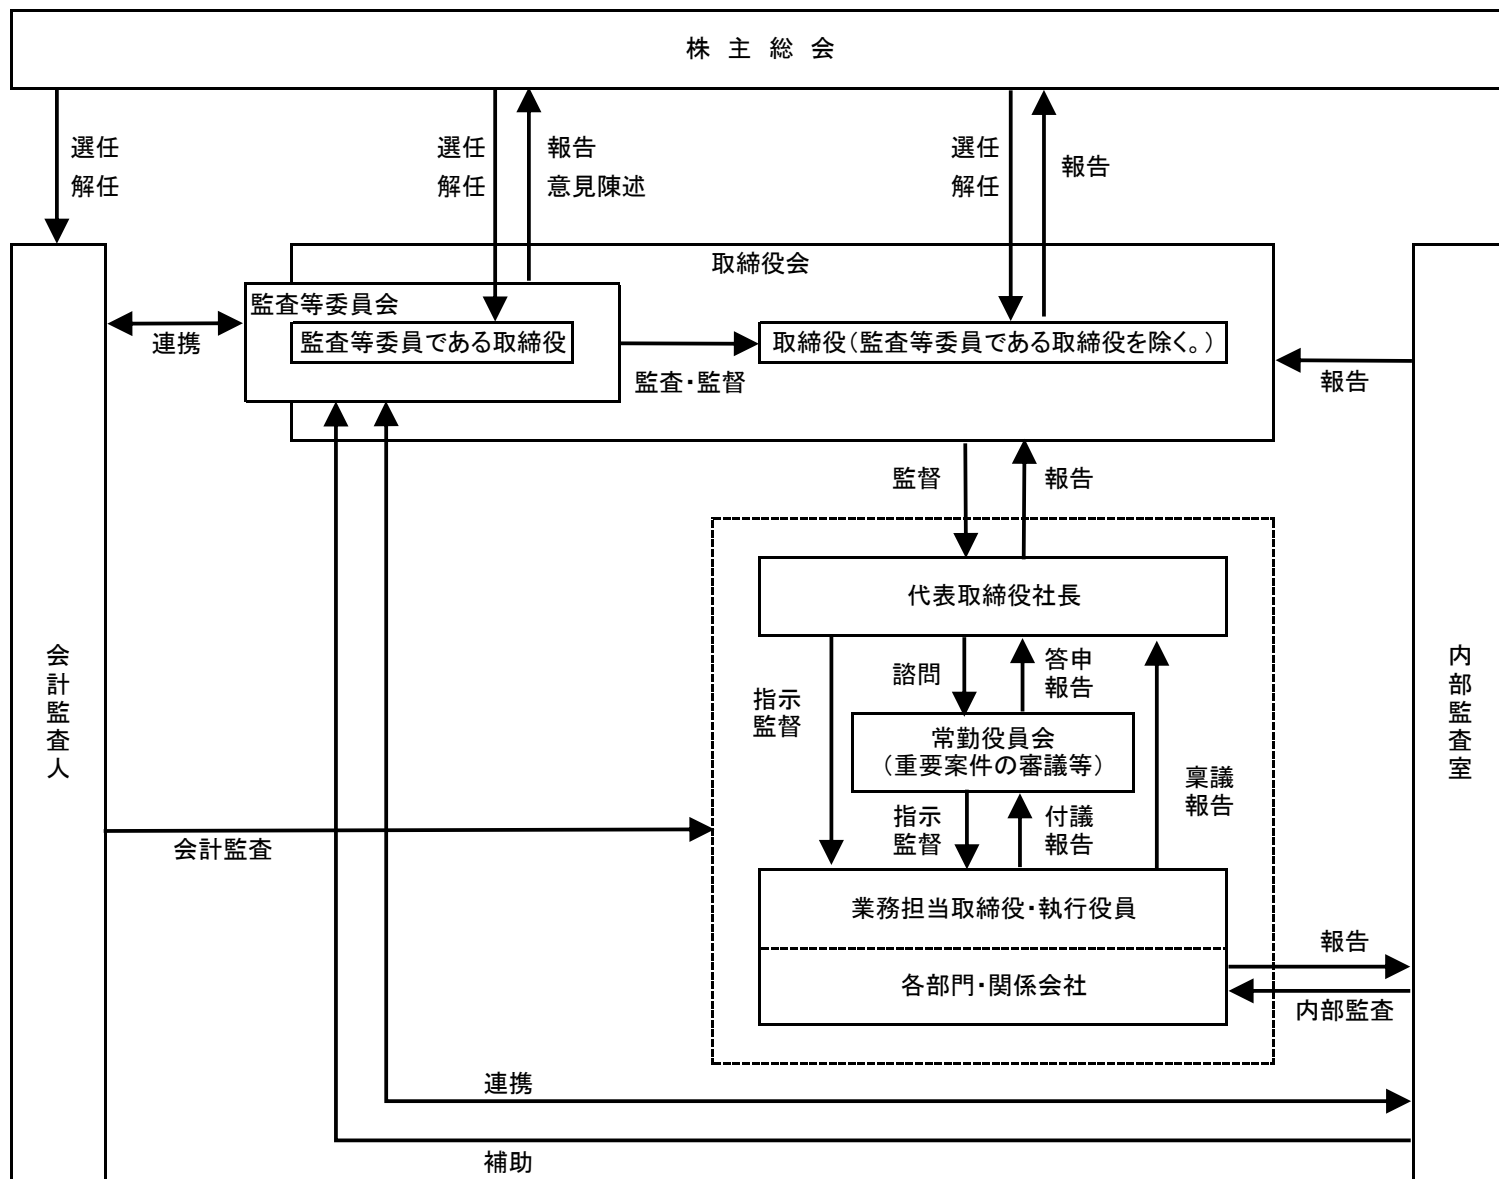 株 主 総 会
選任
解任
選任
解任
報告
意見陳述
選任
解任
報告
取締役会
監査等委員会
監査等委員である取締役
取締役(監査等委員である取締役を除く。)
連携
監査・監督
報告
監督
報告
代表取締役社長
諮問
答申
報告
指示
監督
常勤役員会
(重要案件の審議等)
稟議
報告
指示
監督
付議
報告
会計監査人
内部監査室
会計監査
業務担当取締役・執行役員
各部門・関係会社
報告
内部監査
連携
補助